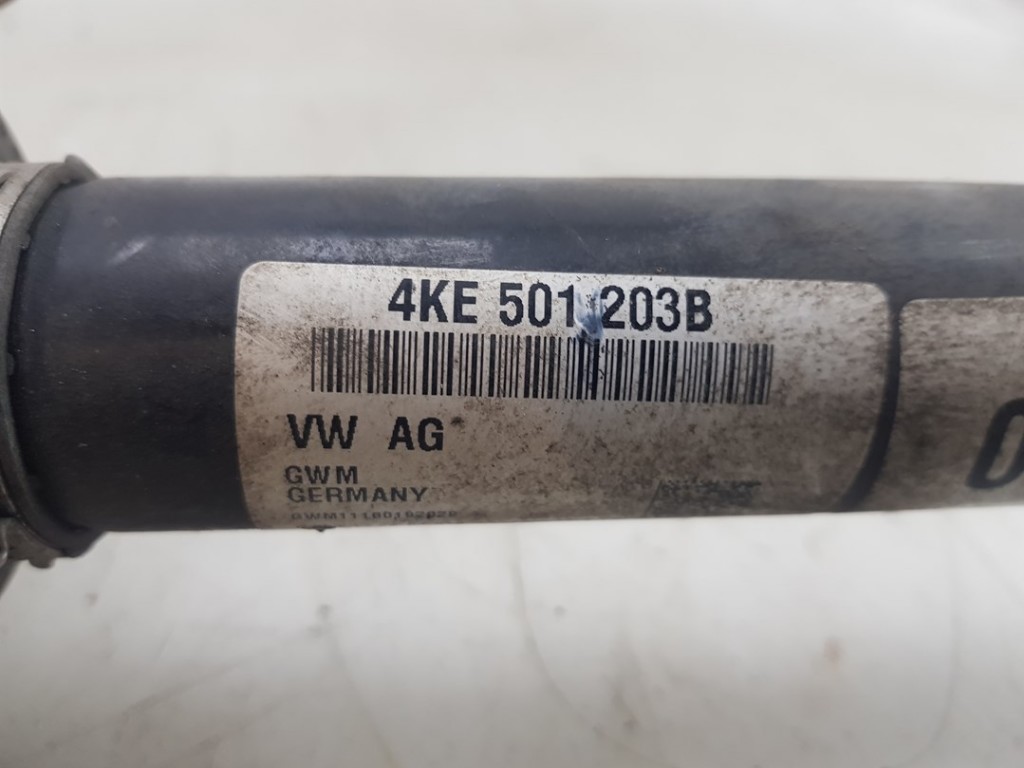 4KE 501 203B
VW AG
GWM
GERMANY